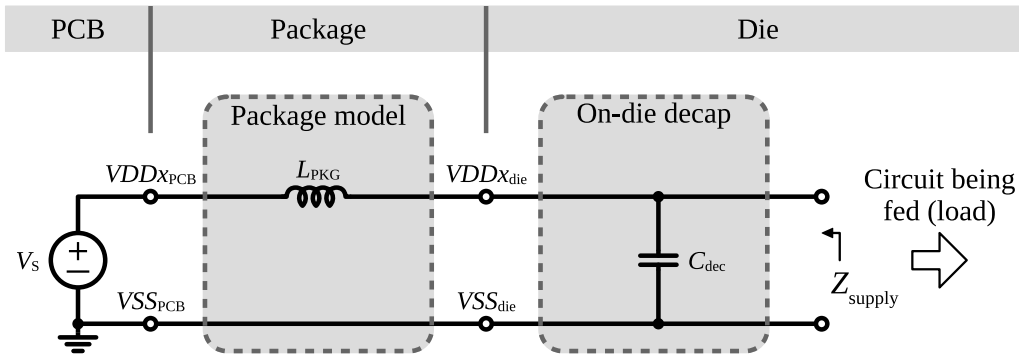 PCB
Package
Die
Package model
On-die decap
VDDxPCB
LPKG
VDDxdie
Circuit being
fed (load)
VS
+
−
Cdec
Zsupply
VSSPCB
VSSdie